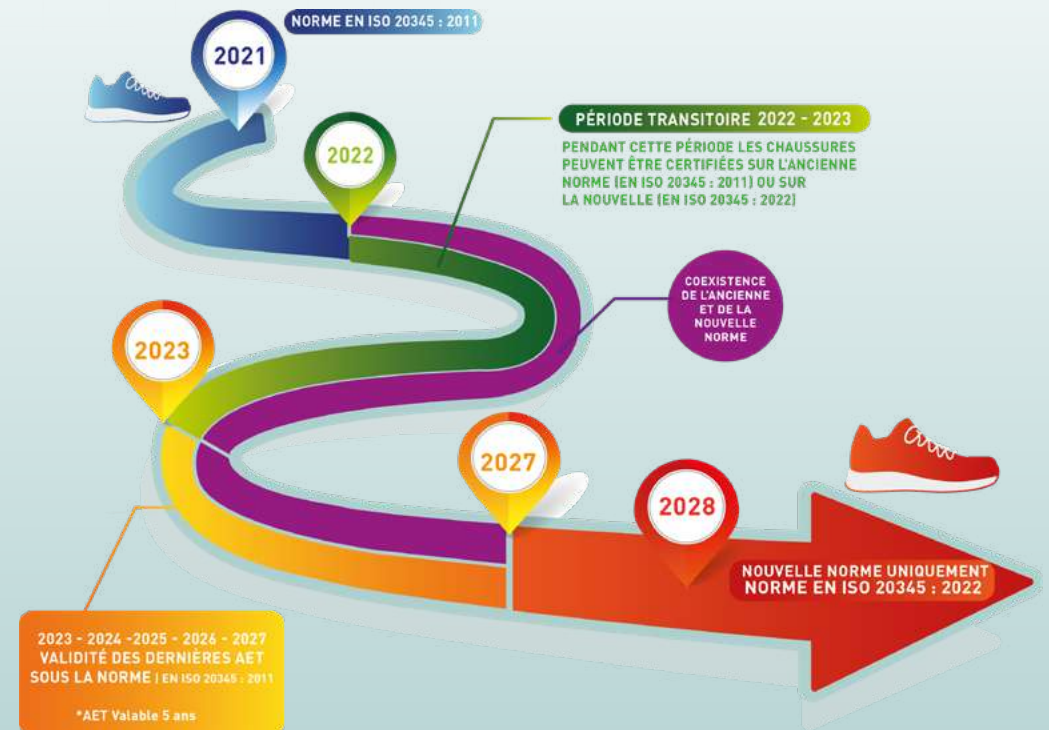 NORME EN ISO 20345 : 2011
2021
2022
PÉRIODE TRANSITOIRE 2022 - 2023
PENDANT CETTE PÉRIODE LES CHAUSSURES
PEUVENT ÊTRE CERTIFIÉES SUR L'ANCIENNE
NORME (EN ISO 20345 : 2011) OU SUR
LA NOUVELLE (EN ISO 20345 : 2022)
COEXISTENCE
DE L'ANCIENNE
ET DE LA
NOUVELLE
NORME
2023
2027
2028
NOUVELLE NORME UNIQUEMENT
NORME EN ISO 20345 : 2022
2023 - 2024 -2025 - 2026 - 2027
VALIDITÉ DES DERNIÈRES AET
SOUS LA NORME ( EN ISO 20345 : 2011
*AET Valable 5 ans